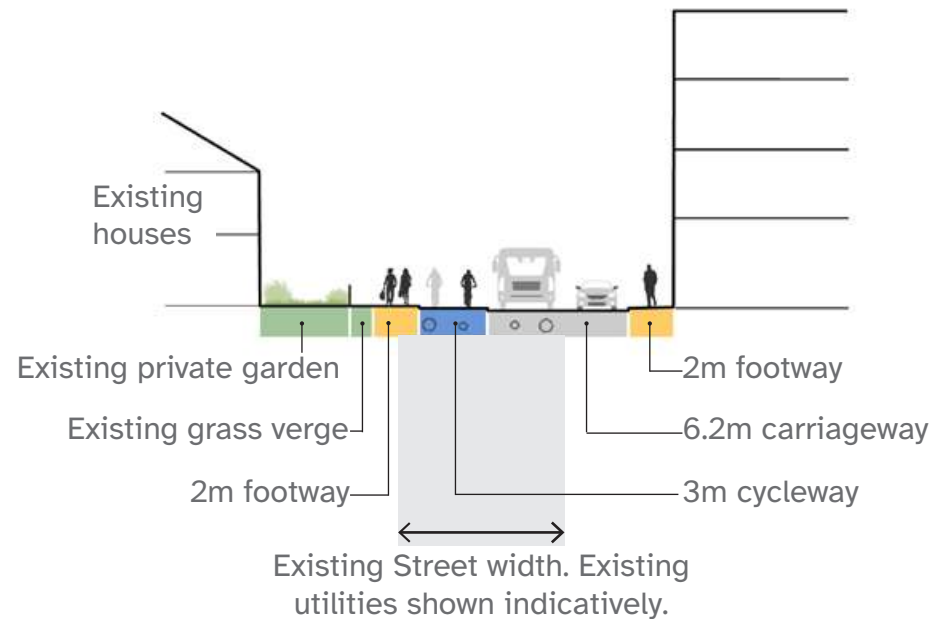 Existing
houses
Existing private garden
Existing grass verge
2m footway
2m footway
6.2m carriageway
3m cycleway
Existing Street width. Existing
utilities shown indicatively.